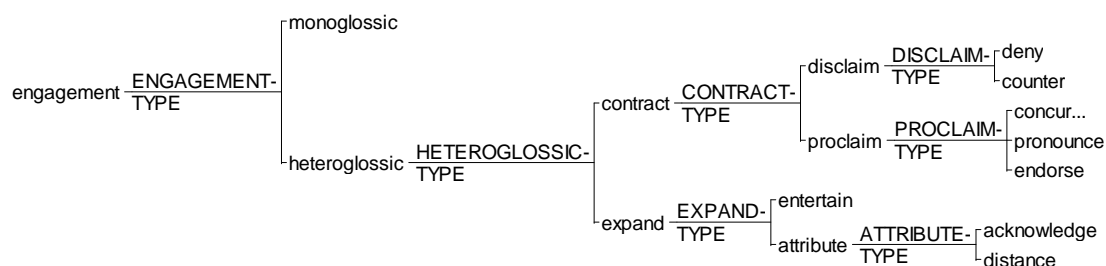 monoglossic
engagement ENGAGEMENT-
TYPE
heteroglossic HETEROGLOSSIC-
TYPE
contract CONTRACT-
TYPE
disclaim DISCLAIM-
TYPE
deny
counter
proclaim PROCLAIM-
TYPE
concur...
pronounce
endorse
expand EXPAND-
TYPE
entertain
attribute ATTRIBUTE-
TYPE
acknowledge
distance